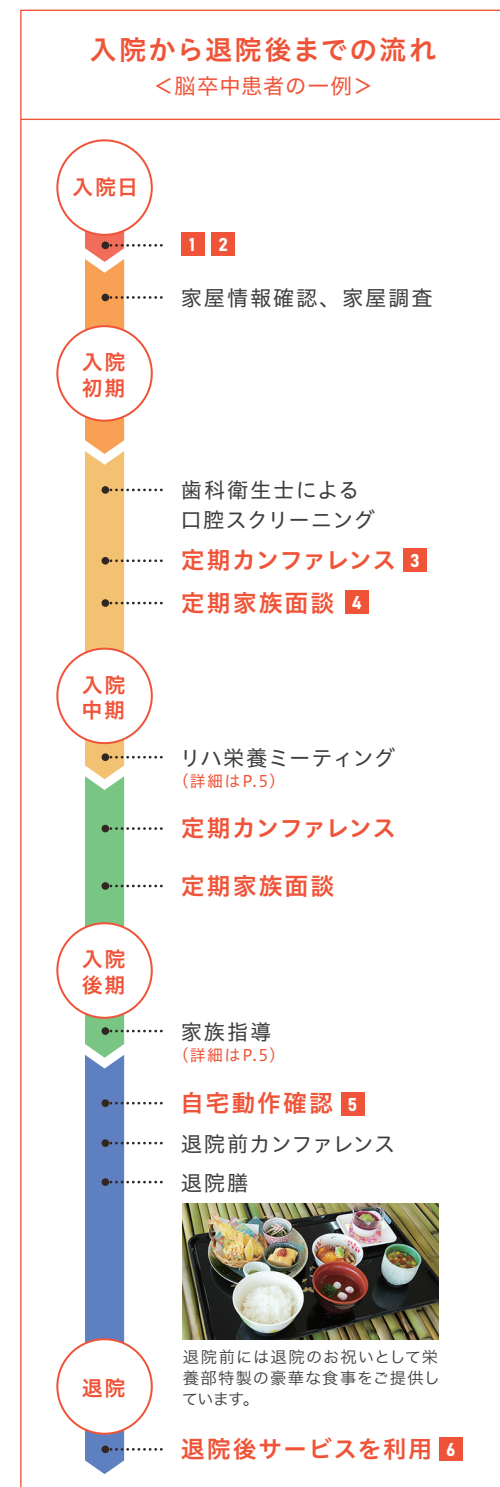 入院から退院後までの流れ
＜脳卒中患者の一例＞
入院日
1 2
家屋情報確認、家屋調査
入院
初期
歯科衛生士による
口腔スクリーニング
定期カンファレンス 3
定期家族面談 4
入院
中期
リハ栄養ミーティング
（詳細はP.5）
定期カンファレンス
定期家族面談
入院
後期
家族指導
（詳細はP.5）
自宅動作確認 5
退院前カンファレンス
退院膳
退院前には退院のお祝いとして栄
養部特製の豪華な食事をご提供し
ています。
退院
退院後サービスを利用 6